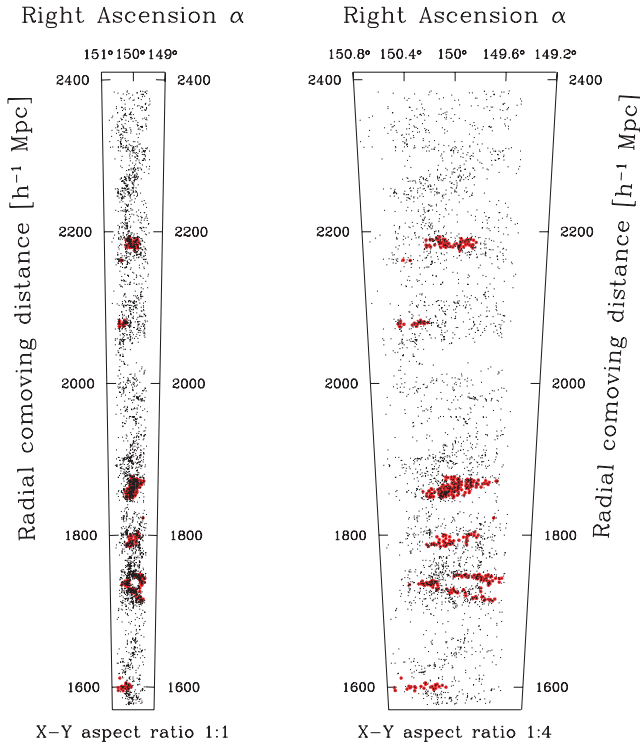 Right Ascension α
Right Ascension α
151° 150° 149°
150.8° 150.4° 150° 149.6° 149.2°
2400 2400
2400
2200 2200
2200 2200
2000 2000
2000 2000
1800 1800
1800 1800
1600 1600
1600 1600
Radial comoving distance [h⁻¹ Mpc]
Radial comoving distance [h⁻¹ Mpc]
X-Y aspect ratio 1:1
X-Y aspect ratio 1:4